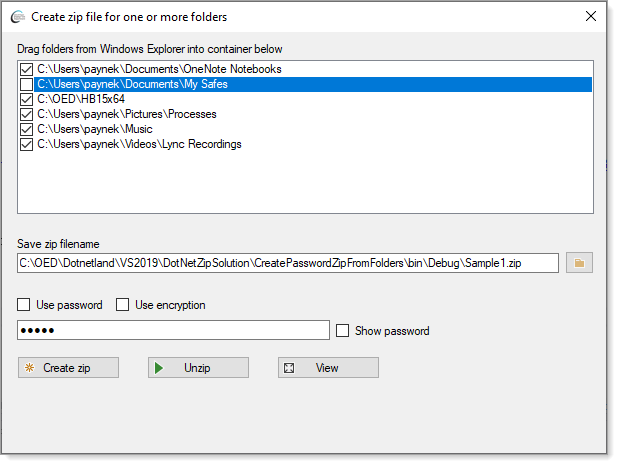 Create zip file for one or more folders
Drag folders from Windows Explorer into container below
C:\Users\paynek\Documents\OneNote Notebooks
C:\Users\paynek\Documents\My Safes
C:\OED\HB15x64
C:\Users\paynek\Pictures\Processes
C:\Users\paynek\Music
C:\Users\paynek\Videos\Lync Recordings
Save zip filename
C:\OED\Dotnetland\VS2019\DotNetZipSolution\CreatePasswordZipFromFolders\bin\Debug\Sample1.zip
Use password Use encryption
●●●●● Show password
Create zip Unzip View